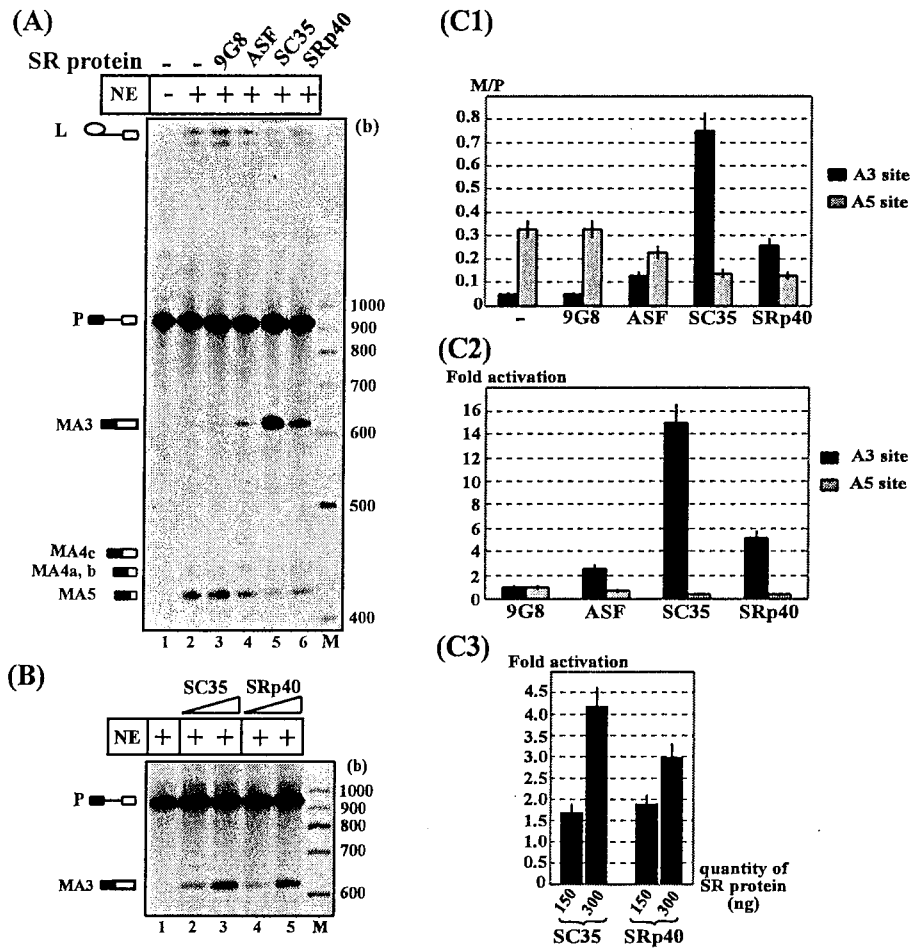 (A)
SR protein - - 9G8 ASF SC35 SRp40
NE - + + + + +
(b)
L
P
MA3
MA4c
MA4a, b
MA5
1000
900
800
700
600
500
400
1 2 3 4 5 6 M
(B)
SC35 SRp40
NE + + + + +
(b)
P
MA3
1000
900
800
700
600
1 2 3 4 5 M
(C1)
M/P
0.8
0.7
0.6
0.5
0.4
0.3
0.2
0.1
0
- 9G8 ASF SC35 SRp40
A3 site
A5 site
(C2)
Fold activation
16
14
12
10
8
6
4
2
0
9G8 ASF SC35 SRp40
A3 site
A5 site
(C3)
Fold activation
4.5
4.0
3.5
3.0
2.5
2.0
1.5
1.0
0.5
0
150 300 150 300
quantity of
SR protein
(ng)
SC35 SRp40